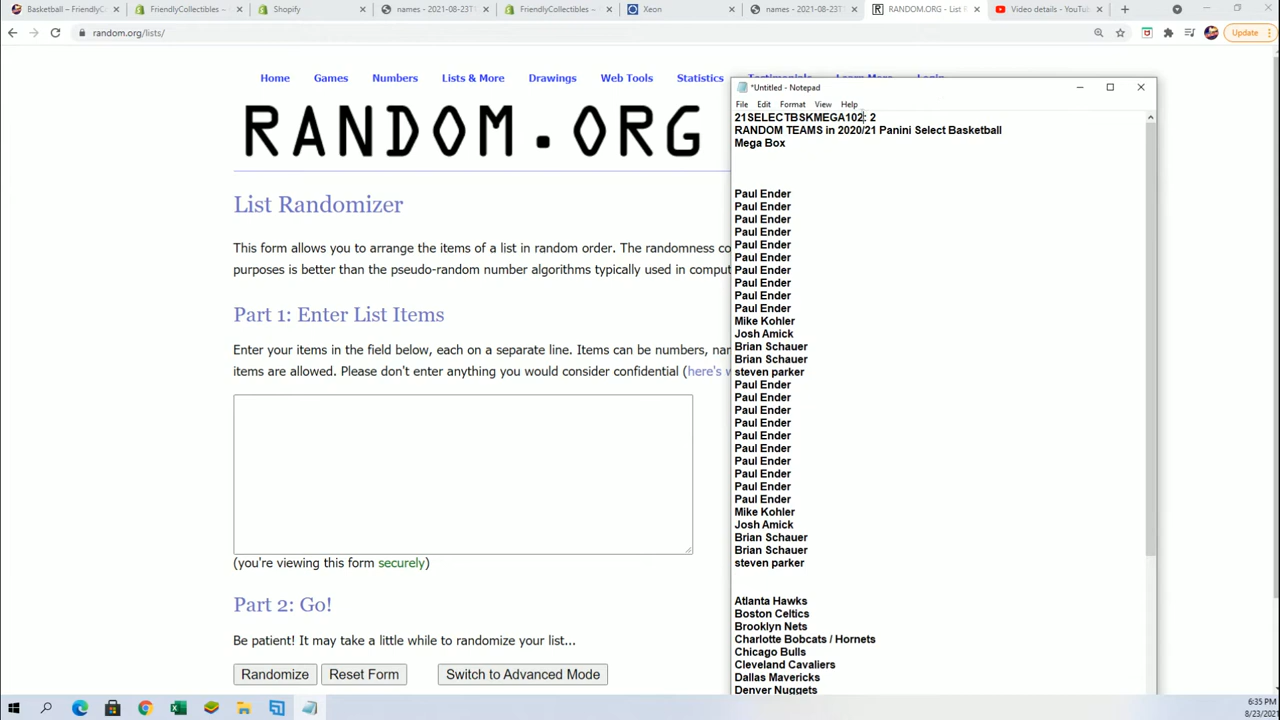 Basketball – FriendlyColl
FriendlyCollectibles –
Shopify
names - 2021-08-23T1
FriendlyCollectibles –
Xeon
names - 2021-08-23T1
RANDOM.ORG - List R
Video details - YouTu
random.org/lists/
Update
Home
Games
Numbers
Lists & More
Drawings
Web Tools
Statistics
Testimonials
Learn More
Login
RANDOM.ORG
List Randomizer
This form allows you to arrange the items of a list in random order. The randomness co
purposes is better than the pseudo-random number algorithms typically used in comput
Part 1: Enter List Items
Enter your items in the field below, each on a separate line. Items can be numbers, nar
items are allowed. Please don't enter anything you would consider confidential (here's w
(you're viewing this form securely)
Part 2: Go!
Be patient! It may take a little while to randomize your list...
Randomize
Reset Form
Switch to Advanced Mode
*Untitled - Notepad
File
Edit
Format
View
Help
21SELECTBSKMEGA102: 2
RANDOM TEAMS in 2020/21 Panini Select Basketball
Mega Box
Paul Ender
Paul Ender
Paul Ender
Paul Ender
Paul Ender
Paul Ender
Paul Ender
Paul Ender
Paul Ender
Paul Ender
Mike Kohler
Josh Amick
Brian Schauer
Brian Schauer
steven parker
Paul Ender
Paul Ender
Paul Ender
Paul Ender
Paul Ender
Paul Ender
Paul Ender
Paul Ender
Paul Ender
Paul Ender
Mike Kohler
Josh Amick
Brian Schauer
Brian Schauer
steven parker
Atlanta Hawks
Boston Celtics
Brooklyn Nets
Charlotte Bobcats / Hornets
Chicago Bulls
Cleveland Cavaliers
Dallas Mavericks
Denver Nuggets
6:35 PM
8/23/2021